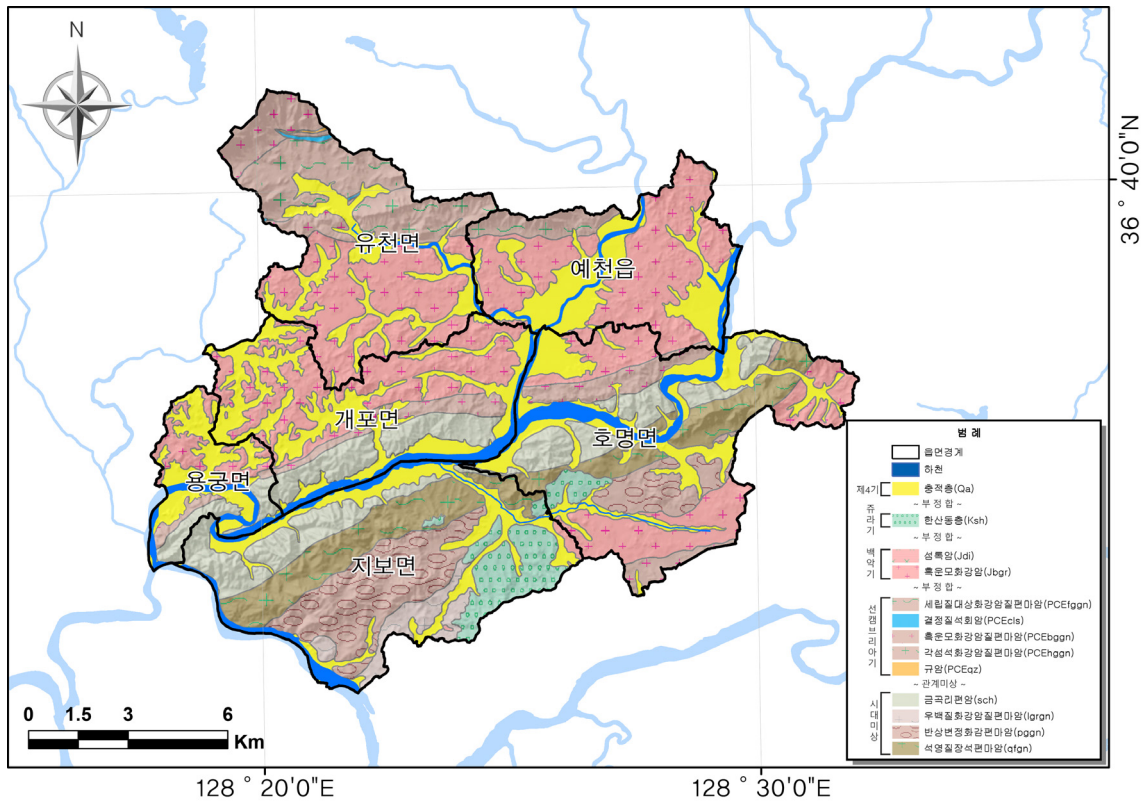 N
40'0"N
36 °
유천면
예천읍
개포면
호명면
용궁면
지보면
범 례
읍면경계
하천
제4기
충적층(Qa)
~ 부 정 합 ~
쥬라기
한산동층(Ksh)
~ 부 정 합 ~
백악기
섬록암(Jdi)
흑운모화강암(Jbgr)
~ 부 정 합 ~
선캠브리아기
세립질대상화강암질편마암(PCEfggn)
결정질석회암(PCEcls)
흑운모화강암질편마암(PCEbggn)
각섬석화강암질편마암(PCEhggn)
규암(PCEqz)
~ 관계미상 ~
시대미상
금곡리편암(sch)
우백질화강암질편마암(lgrgn)
반상변정화강편마암(pggn)
석영질장석편마암(qfgn)
0 1.5 3 6
Km
128 ° 20'0"E
128 ° 30'0"E